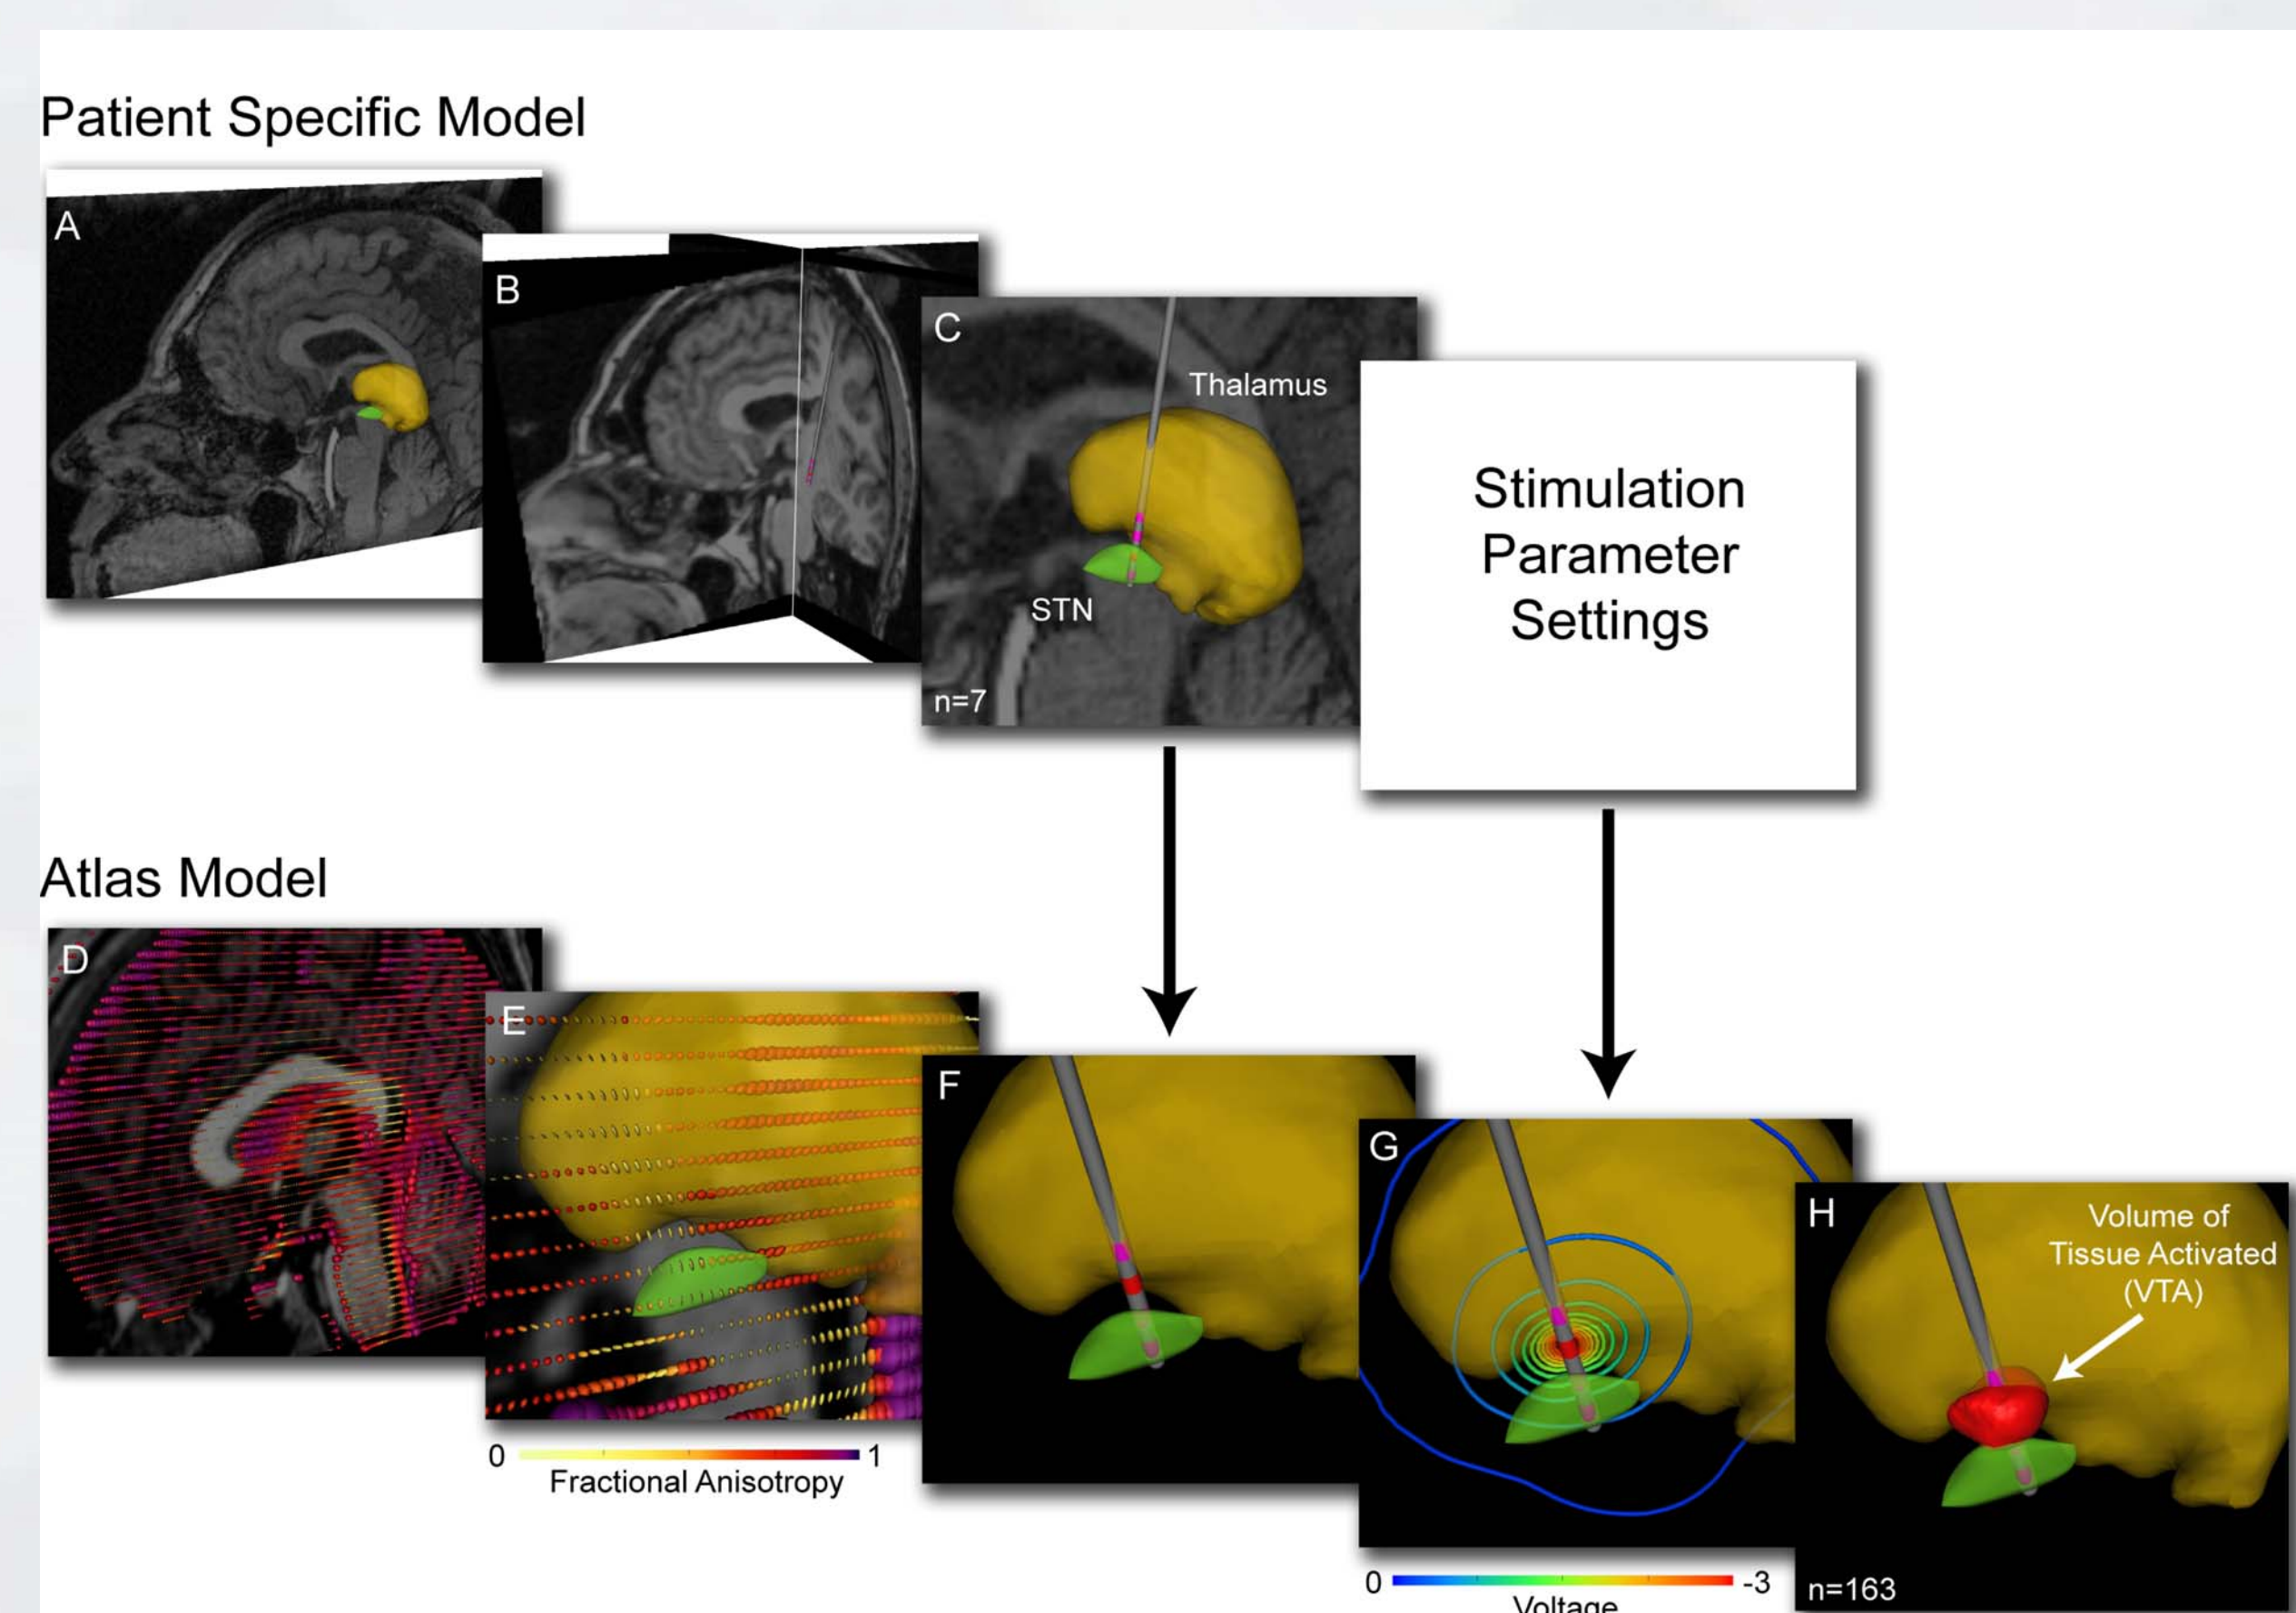 Patient Specific Model
A
B
C
Thalamus
STN
n=7
Stimulation
Parameter
Settings
Atlas Model
D
E
0
1
Fractional Anisotropy
F
G
0
-3
Voltage
H
Volume of
Tissue Activated
(VTA)
n=163